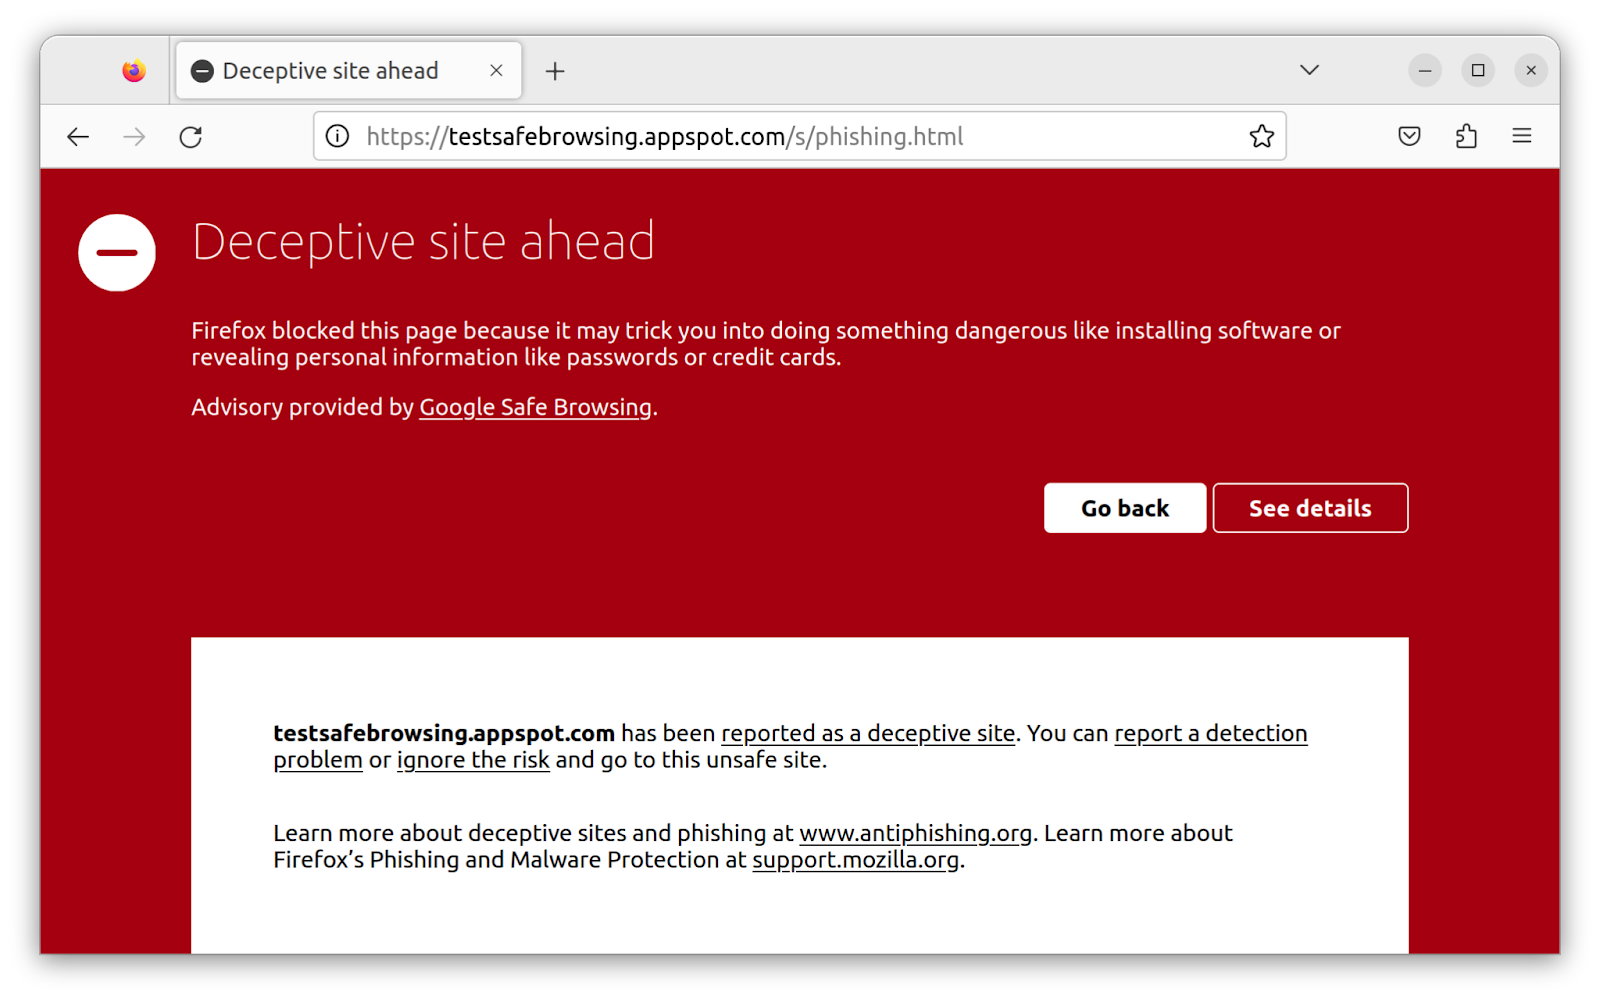 Deceptive site ahead
https://testsafebrowsing.appspot.com/s/phishing.html
Deceptive site ahead
Firefox blocked this page because it may trick you into doing something dangerous like installing software or
revealing personal information like passwords or credit cards.
Advisory provided by Google Safe Browsing.
Go back
See details
testsafebrowsing.appspot.com has been reported as a deceptive site. You can report a detection
problem or ignore the risk and go to this unsafe site.
Learn more about deceptive sites and phishing at www.antiphishing.org. Learn more about
Firefox’s Phishing and Malware Protection at support.mozilla.org.